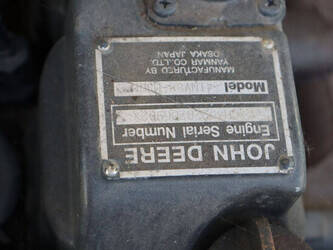 JOHN DEERE
Engine Serial Number
Model
MANUFACTURED BY
YANMAR CO.,LTD.
OSAKA JAPAN